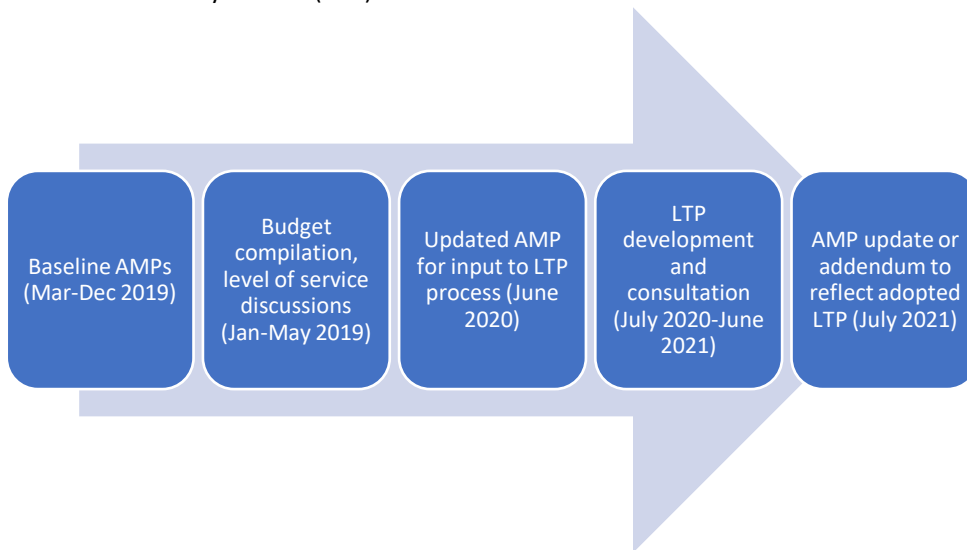 Baseline AMPs
(Mar-Dec 2019)
Budget
compilation,
level of service
discussions
(Jan-May 2019)
Updated AMP
for input to LTP
process (June
2020)
LTP
development
and
consultation
(July 2020-June
2021)
AMP update or
addendum to
reflect adopted
LTP (July 2021)